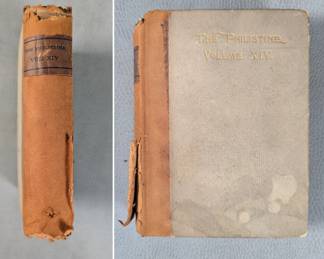 THE PHILISTINE
VOL. XIV
The Philistine
Volume XIV